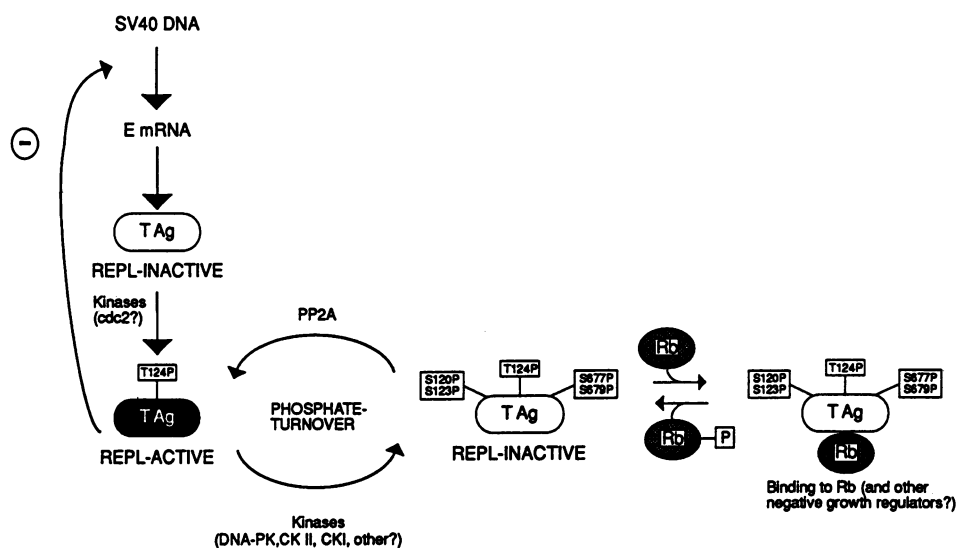 SV40 DNA
−
E mRNA
T Ag
REPL-INACTIVE
Kinases
(cdc2?)
T124P
T Ag
REPL-ACTIVE
PP2A
PHOSPHATE-
TURNOVER
Kinases
(DNA-PK,CK II, CKI, other?)
S120P
S123P
T124P
S677P
S679P
T Ag
REPL-INACTIVE
Rb
Rb
P
S120P
S123P
T124P
S677P
S679P
T Ag
Rb
Binding to Rb (and other
negative growth regulators?)